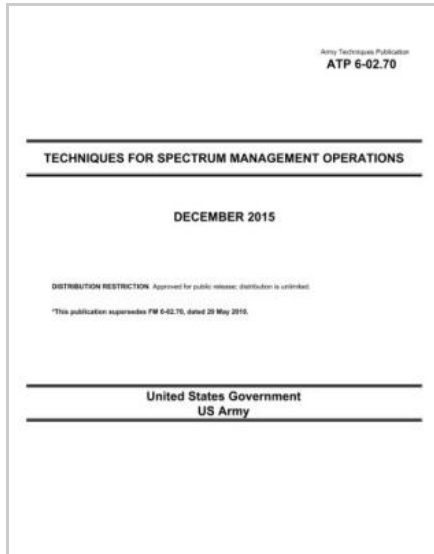 Army Techniques Publication
ATP 6-02.70
TECHNIQUES FOR SPECTRUM MANAGEMENT OPERATIONS
DECEMBER 2015
DISTRIBUTION RESTRICTION: Approved for public release; distribution is unlimited.
*This publication supersedes FM 6-02.70, dated 20 May 2010.
United States Government
US Army